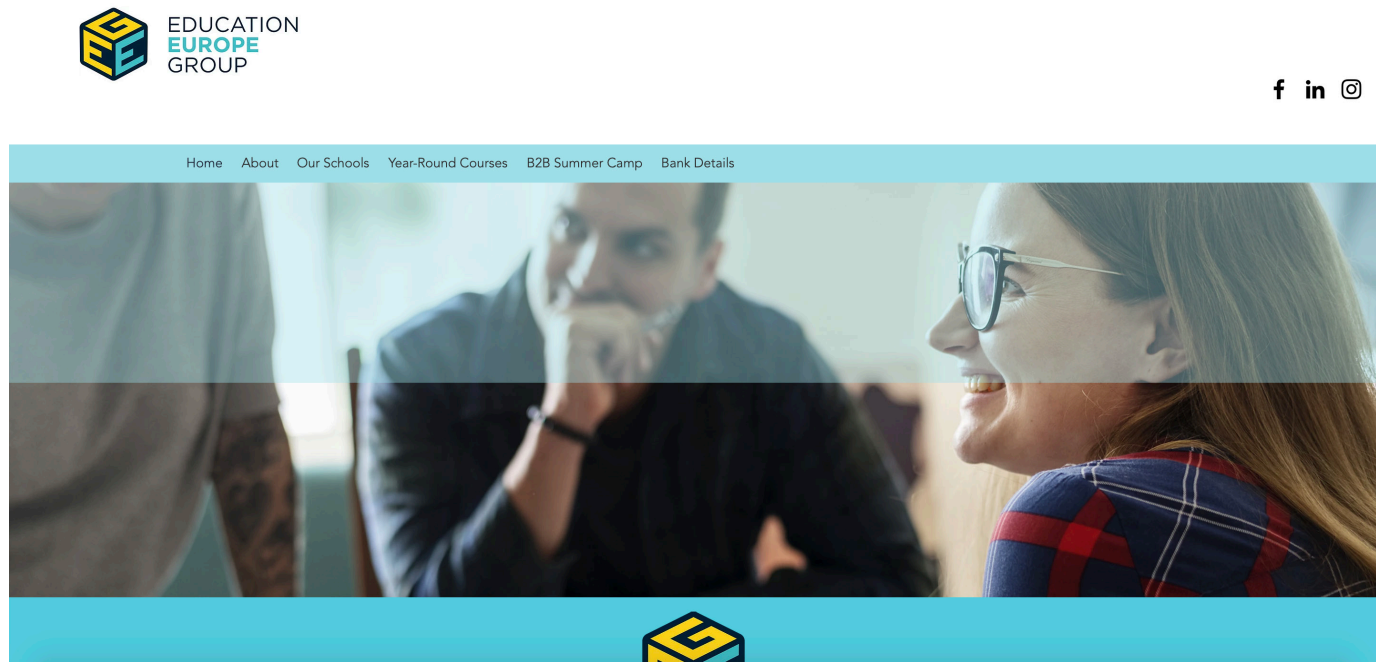 EDUCATION
EUROPE
GROUP
Home About Our Schools Year-Round Courses B2B Summer Camp Bank Details